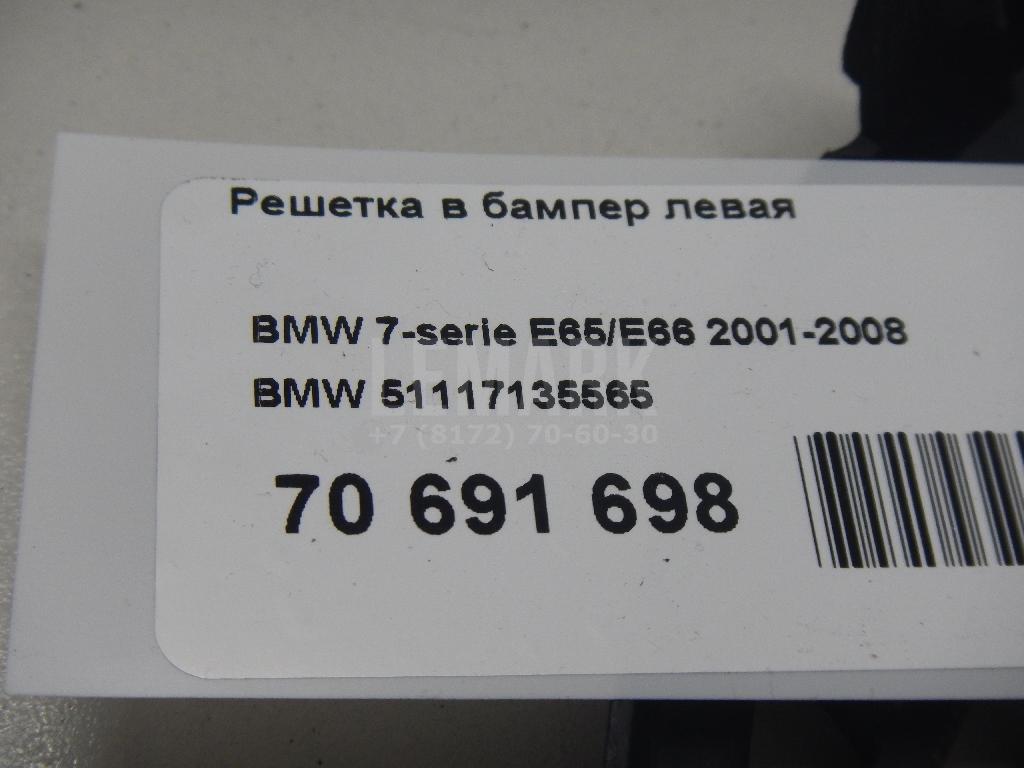 Решетка в бампер левая
BMW 7-serie E65/E66 2001-2008
BMW 51117135565
LEMARK
+7 (8172) 70-60-30
70 691 698